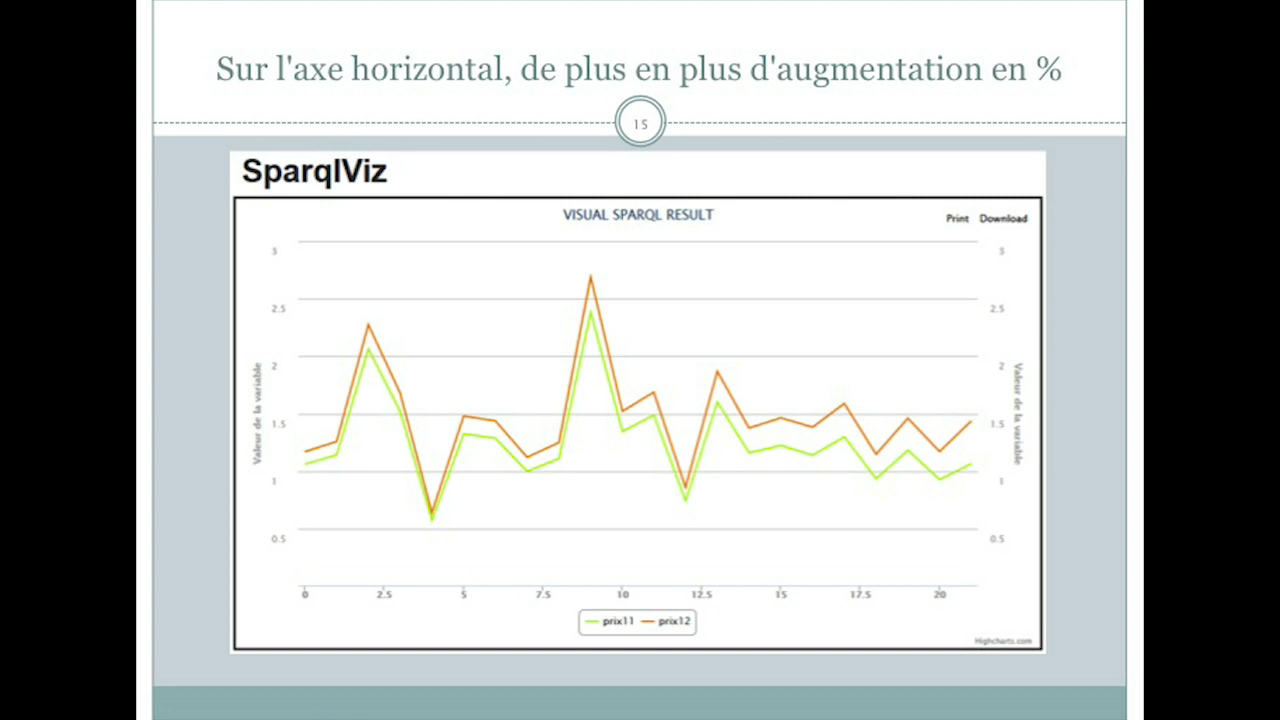 Sur l'axe horizontal, de plus en plus d'augmentation en %
15
SparqlViz
VISUAL SPARQL RESULT
Print Download
3 3
2.5 2.5
2 2
1.5 1.5
1 1
0.5 0.5
Valeur de la variable
Valeur de la variable
0 2.5 5 7.5 10 12.5 15 17.5 20
prix11 prix12
Highcharts.com